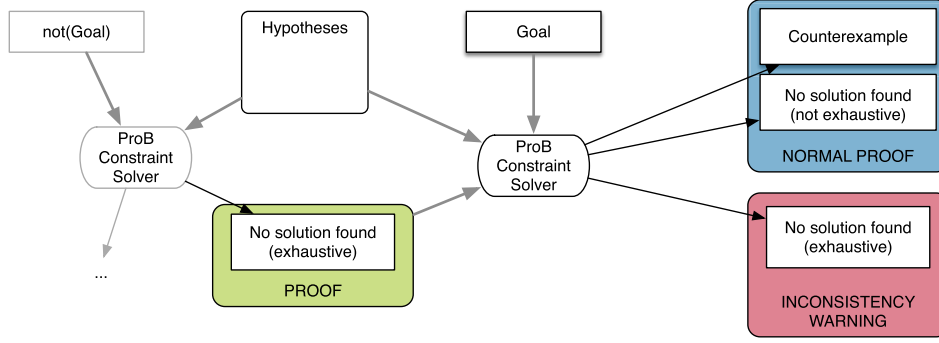 not(Goal)
Hypotheses
Goal
Counterexample
No solution found
(not exhaustive)
NORMAL PROOF
ProB
Constraint
Solver
ProB
Constraint
Solver
No solution found
(exhaustive)
PROOF
...
No solution found
(exhaustive)
INCONSISTENCY
WARNING